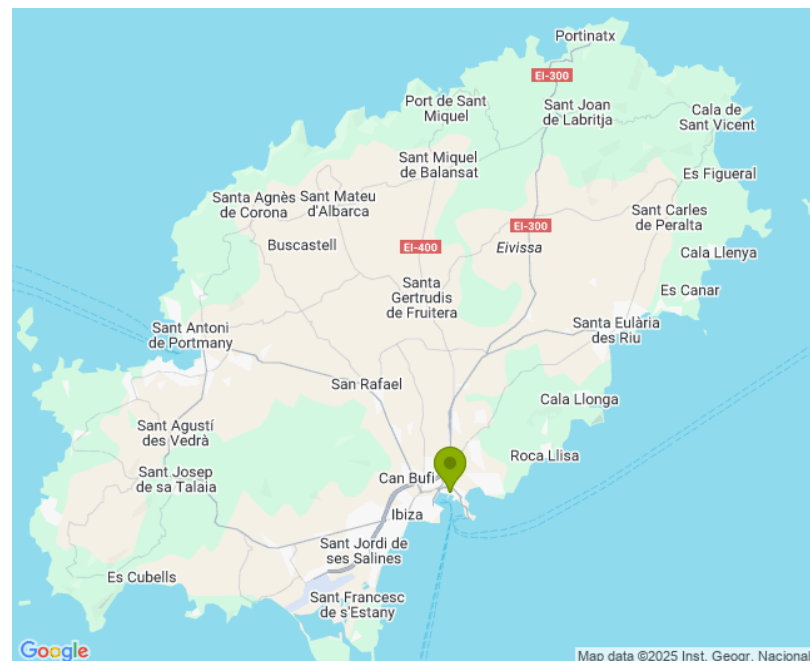 Portinatx
EI-300
Port de Sant
Miquel
Sant Joan
de Labritja
Cala de
Sant Vicent
Sant Miquel
de Balansat
Es Figueral
Santa Agnès
de Corona
Sant Mateu
d'Albarca
Sant Carles
de Peralta
EI-300
Buscastell
EI-400
Eivissa
Cala Llenya
Santa
Gertrudis
de Fruitera
Es Canar
Sant Antoni
de Portmany
Santa Eulària
des Riu
San Rafael
Cala Llonga
Sant Agustí
des Vedrà
Roca Llisa
Sant Josep
de sa Talaia
Can Bufí
Ibiza
Sant Jordi de
ses Salines
Es Cubells
Sant Francesc
de s'Estany
Google
Map data ©2025 Inst. Geogr. Nacional